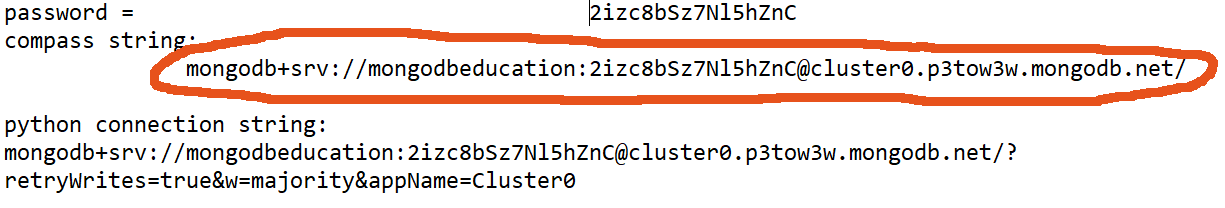 password = 2izc8bSz7Nl5hZnC
compass string:
mongodb+srv://mongodbeducation:2izc8bSz7Nl5hZnC@cluster0.p3tow3w.mongodb.net/
python connection string:
mongodb+srv://mongodbeducation:2izc8bSz7Nl5hZnC@cluster0.p3tow3w.mongodb.net/?
retryWrites=true&w=majority&appName=Cluster0